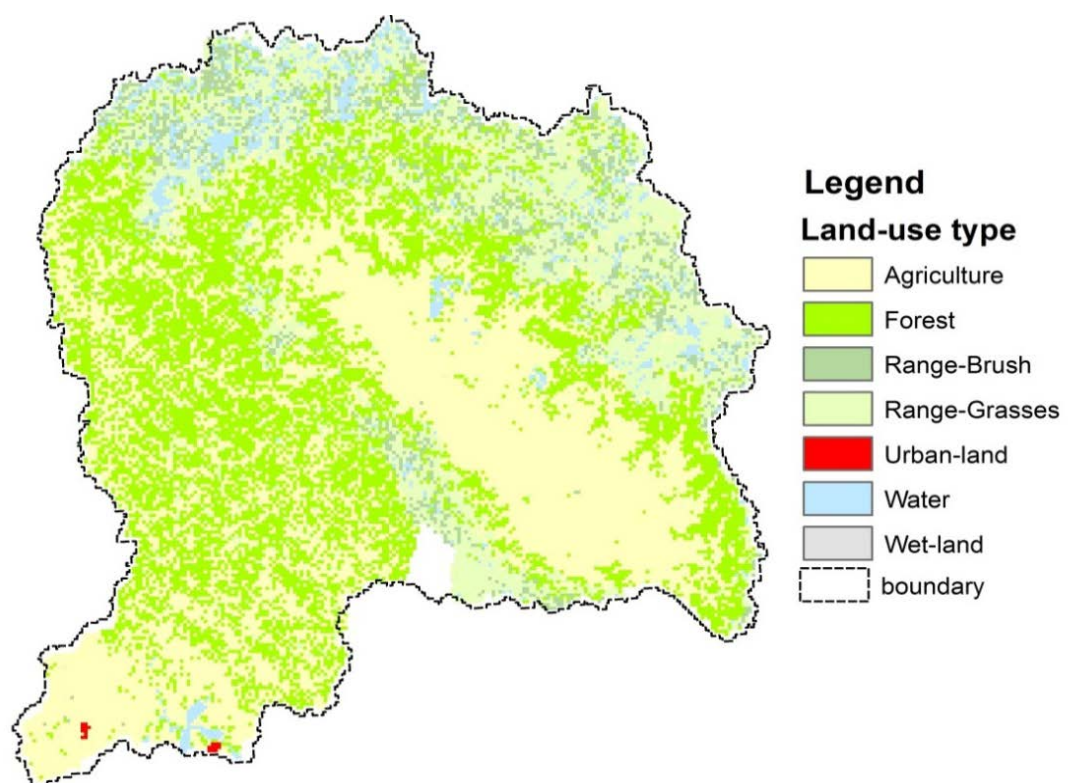 Legend
Land-use type
Agriculture
Forest
Range-Brush
Range-Grasses
Urban-land
Water
Wet-land
boundary